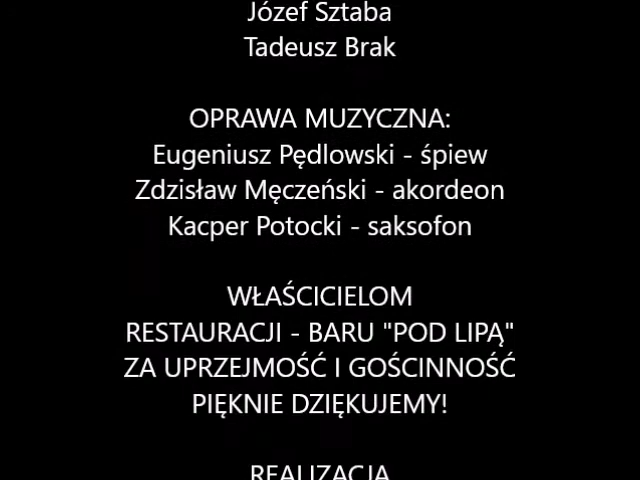 Józef Sztaba
Tadeusz Brak
OPRAWA MUZYCZNA:
Eugeniusz Pędlowski - śpiew
Zdzisław Męczeński - akordeon
Kacper Potocki - saksofon
WŁAŚCICIELOM
RESTAURACJI - BARU "POD LIPĄ"
ZA UPRZEJMOŚĆ I GOŚCINNOŚĆ
PIĘKNIE DZIĘKUJEMY!
REALIZACJA